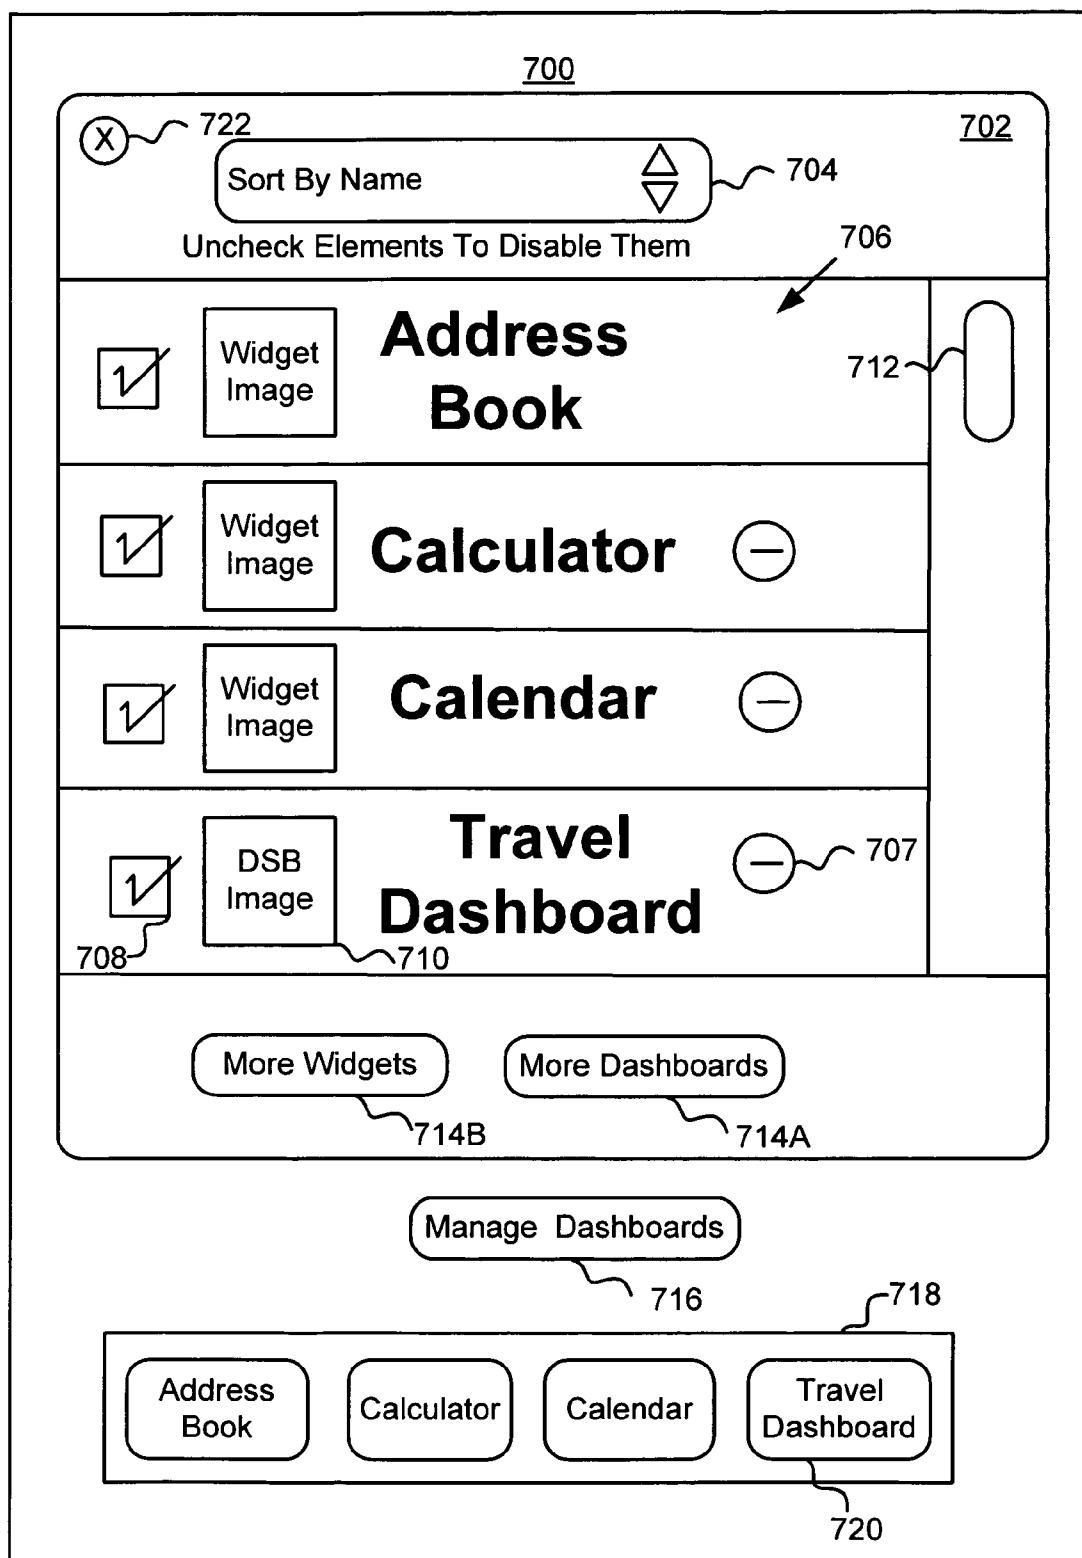 700
702
X
722
Sort By Name
704
Uncheck Elements To Disable Them
706
Widget
Image
Address
Book
712
Widget
Image
Calculator
Widget
Image
Calendar
DSB
Image
Travel
Dashboard
707
708
710
More Widgets
More Dashboards
714B
714A
Manage Dashboards
716
718
Address
Book
Calculator
Calendar
Travel
Dashboard
720